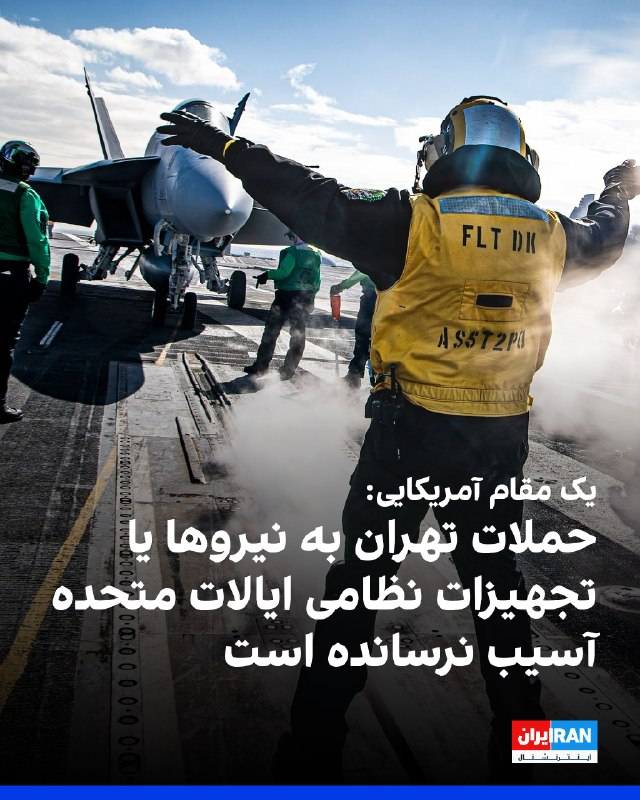 FLT DK
یک مقام آمریکایی:
حملات تهران به نیروها یا
تجهیزات نظامی ایالات متحده
آسیب نرسانده است
ایران IRAN
اینترنشنال